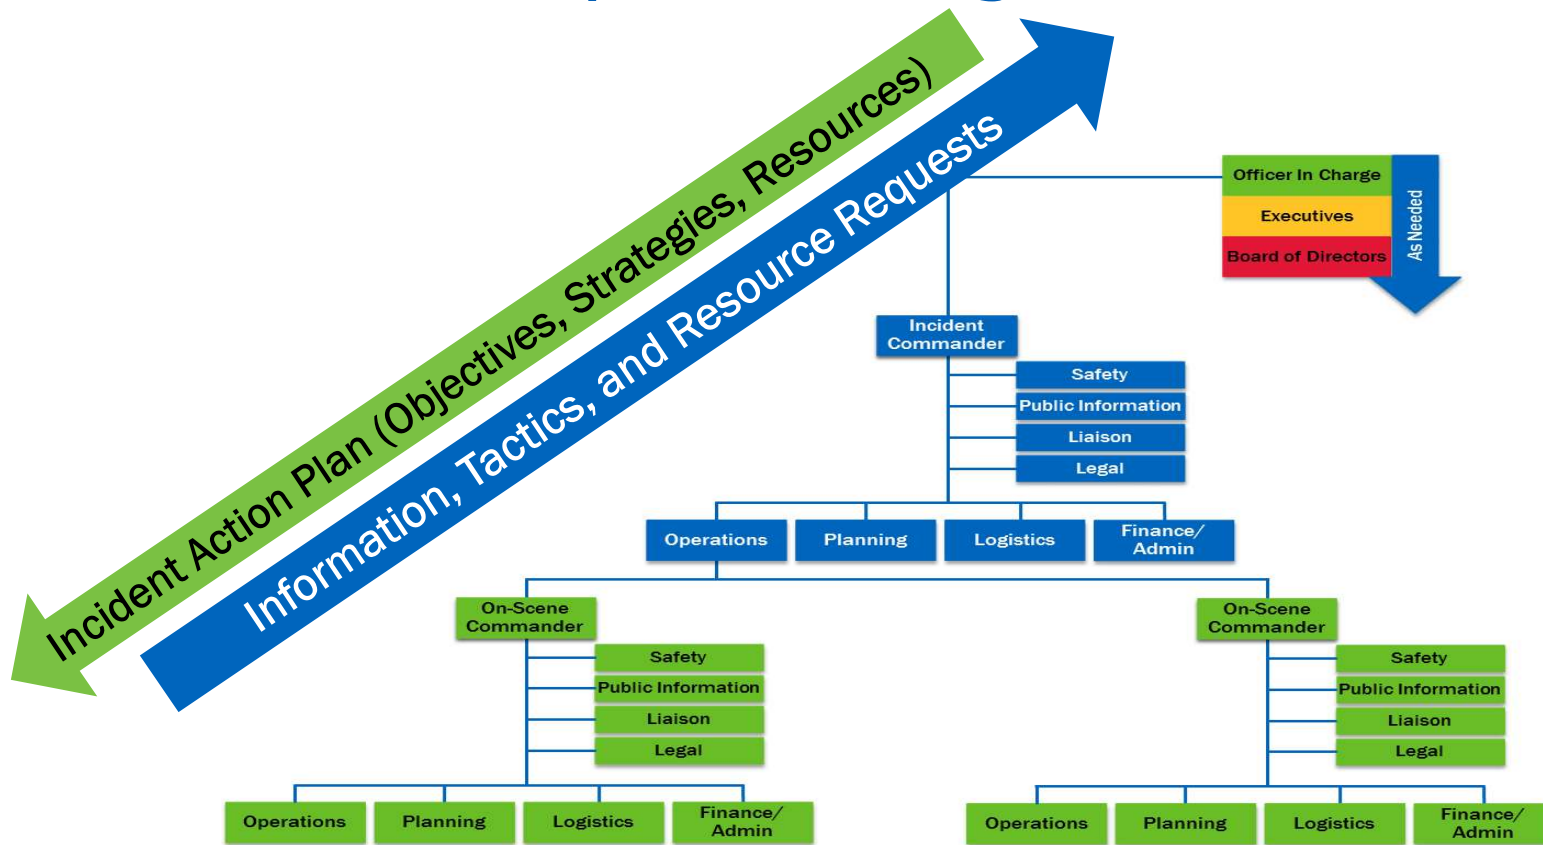 Incident Action Plan (Objectives, Strategies, Resources)
Information, Tactics, and Resource Requests
Officer In Charge
Executives
Board of Directors
As Needed
Incident
Commander
Safety
Public Information
Liaison
Legal
Operations
Planning
Logistics
Finance/
Admin
On-Scene
Commander
Safety
Public Information
Liaison
Legal
Operations
Planning
Logistics
Finance/
Admin
On-Scene
Commander
Safety
Public Information
Liaison
Legal
Operations
Planning
Logistics
Finance/
Admin